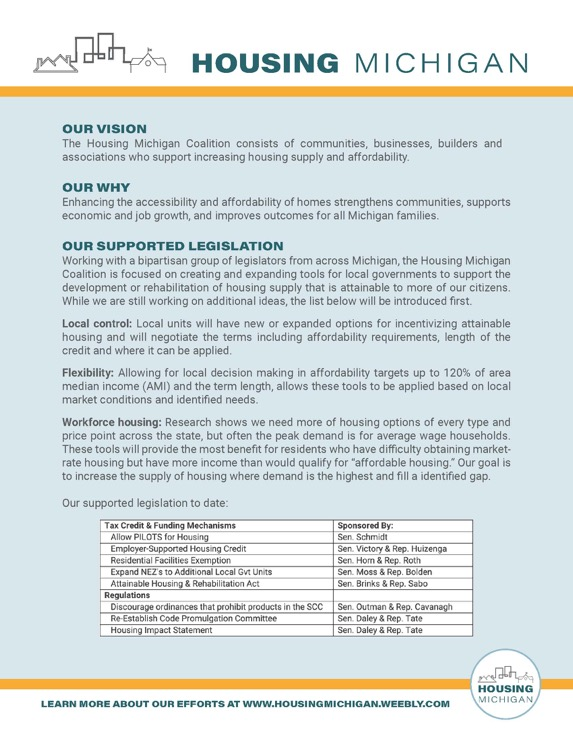 HOUSING MICHIGAN
OUR VISION
The Housing Michigan Coalition consists of communities, businesses, builders and
associations who support increasing housing supply and affordability.
OUR WHY
Enhancing the accessibility and affordability of homes strengthens communities, supports
economic and job growth, and improves outcomes for all Michigan families.
OUR SUPPORTED LEGISLATION
Working with a bipartisan group of legislators from across Michigan, the Housing Michigan
Coalition is focused on creating and expanding tools for local governments to support the
development or rehabilitation of housing supply that is attainable to more of our citizens.
While we are still working on additional ideas, the list below will be introduced first.
Local control: Local units will have new or expanded options for incentivizing attainable
housing and will negotiate the terms including affordability requirements, length of the
credit and where it can be applied.
Flexibility: Allowing for local decision making in affordability targets up to 120% of area
median income (AMI) and the term length, allows these tools to be applied based on local
market conditions and identified needs.
Workforce housing: Research shows we need more of housing options of every type and
price point across the state, but often the peak demand is for average wage households.
These tools will provide the most benefit for residents who have difficulty obtaining market-
rate housing but have more income than would qualify for “affordable housing.” Our goal is
to increase the supply of housing where demand is the highest and fill a identified gap.
Our supported legislation to date:
Tax Credit & Funding Mechanisms Sponsored By:
Allow PILOTS for Housing Sen. Schmidt
Employer-Supported Housing Credit Sen. Victory & Rep. Huizenga
Residential Facilities Exemption Sen. Horn & Rep. Roth
Expand NEZ's to Additional Local Gvt Units Sen. Moss & Rep. Bolden
Attainable Housing & Rehabilitation Act Sen. Brinks & Rep. Sabo
Regulations
Discourage ordinances that prohibit products in the SCC Sen. Outman & Rep. Cavanagh
Re-Establish Code Promulgation Committee Sen. Daley & Rep. Tate
Housing Impact Statement Sen. Daley & Rep. Tate
LEARN MORE ABOUT OUR EFFORTS AT WWW.HOUSINGMICHIGAN.WEEBLY.COM
HOUSING
MICHIGAN